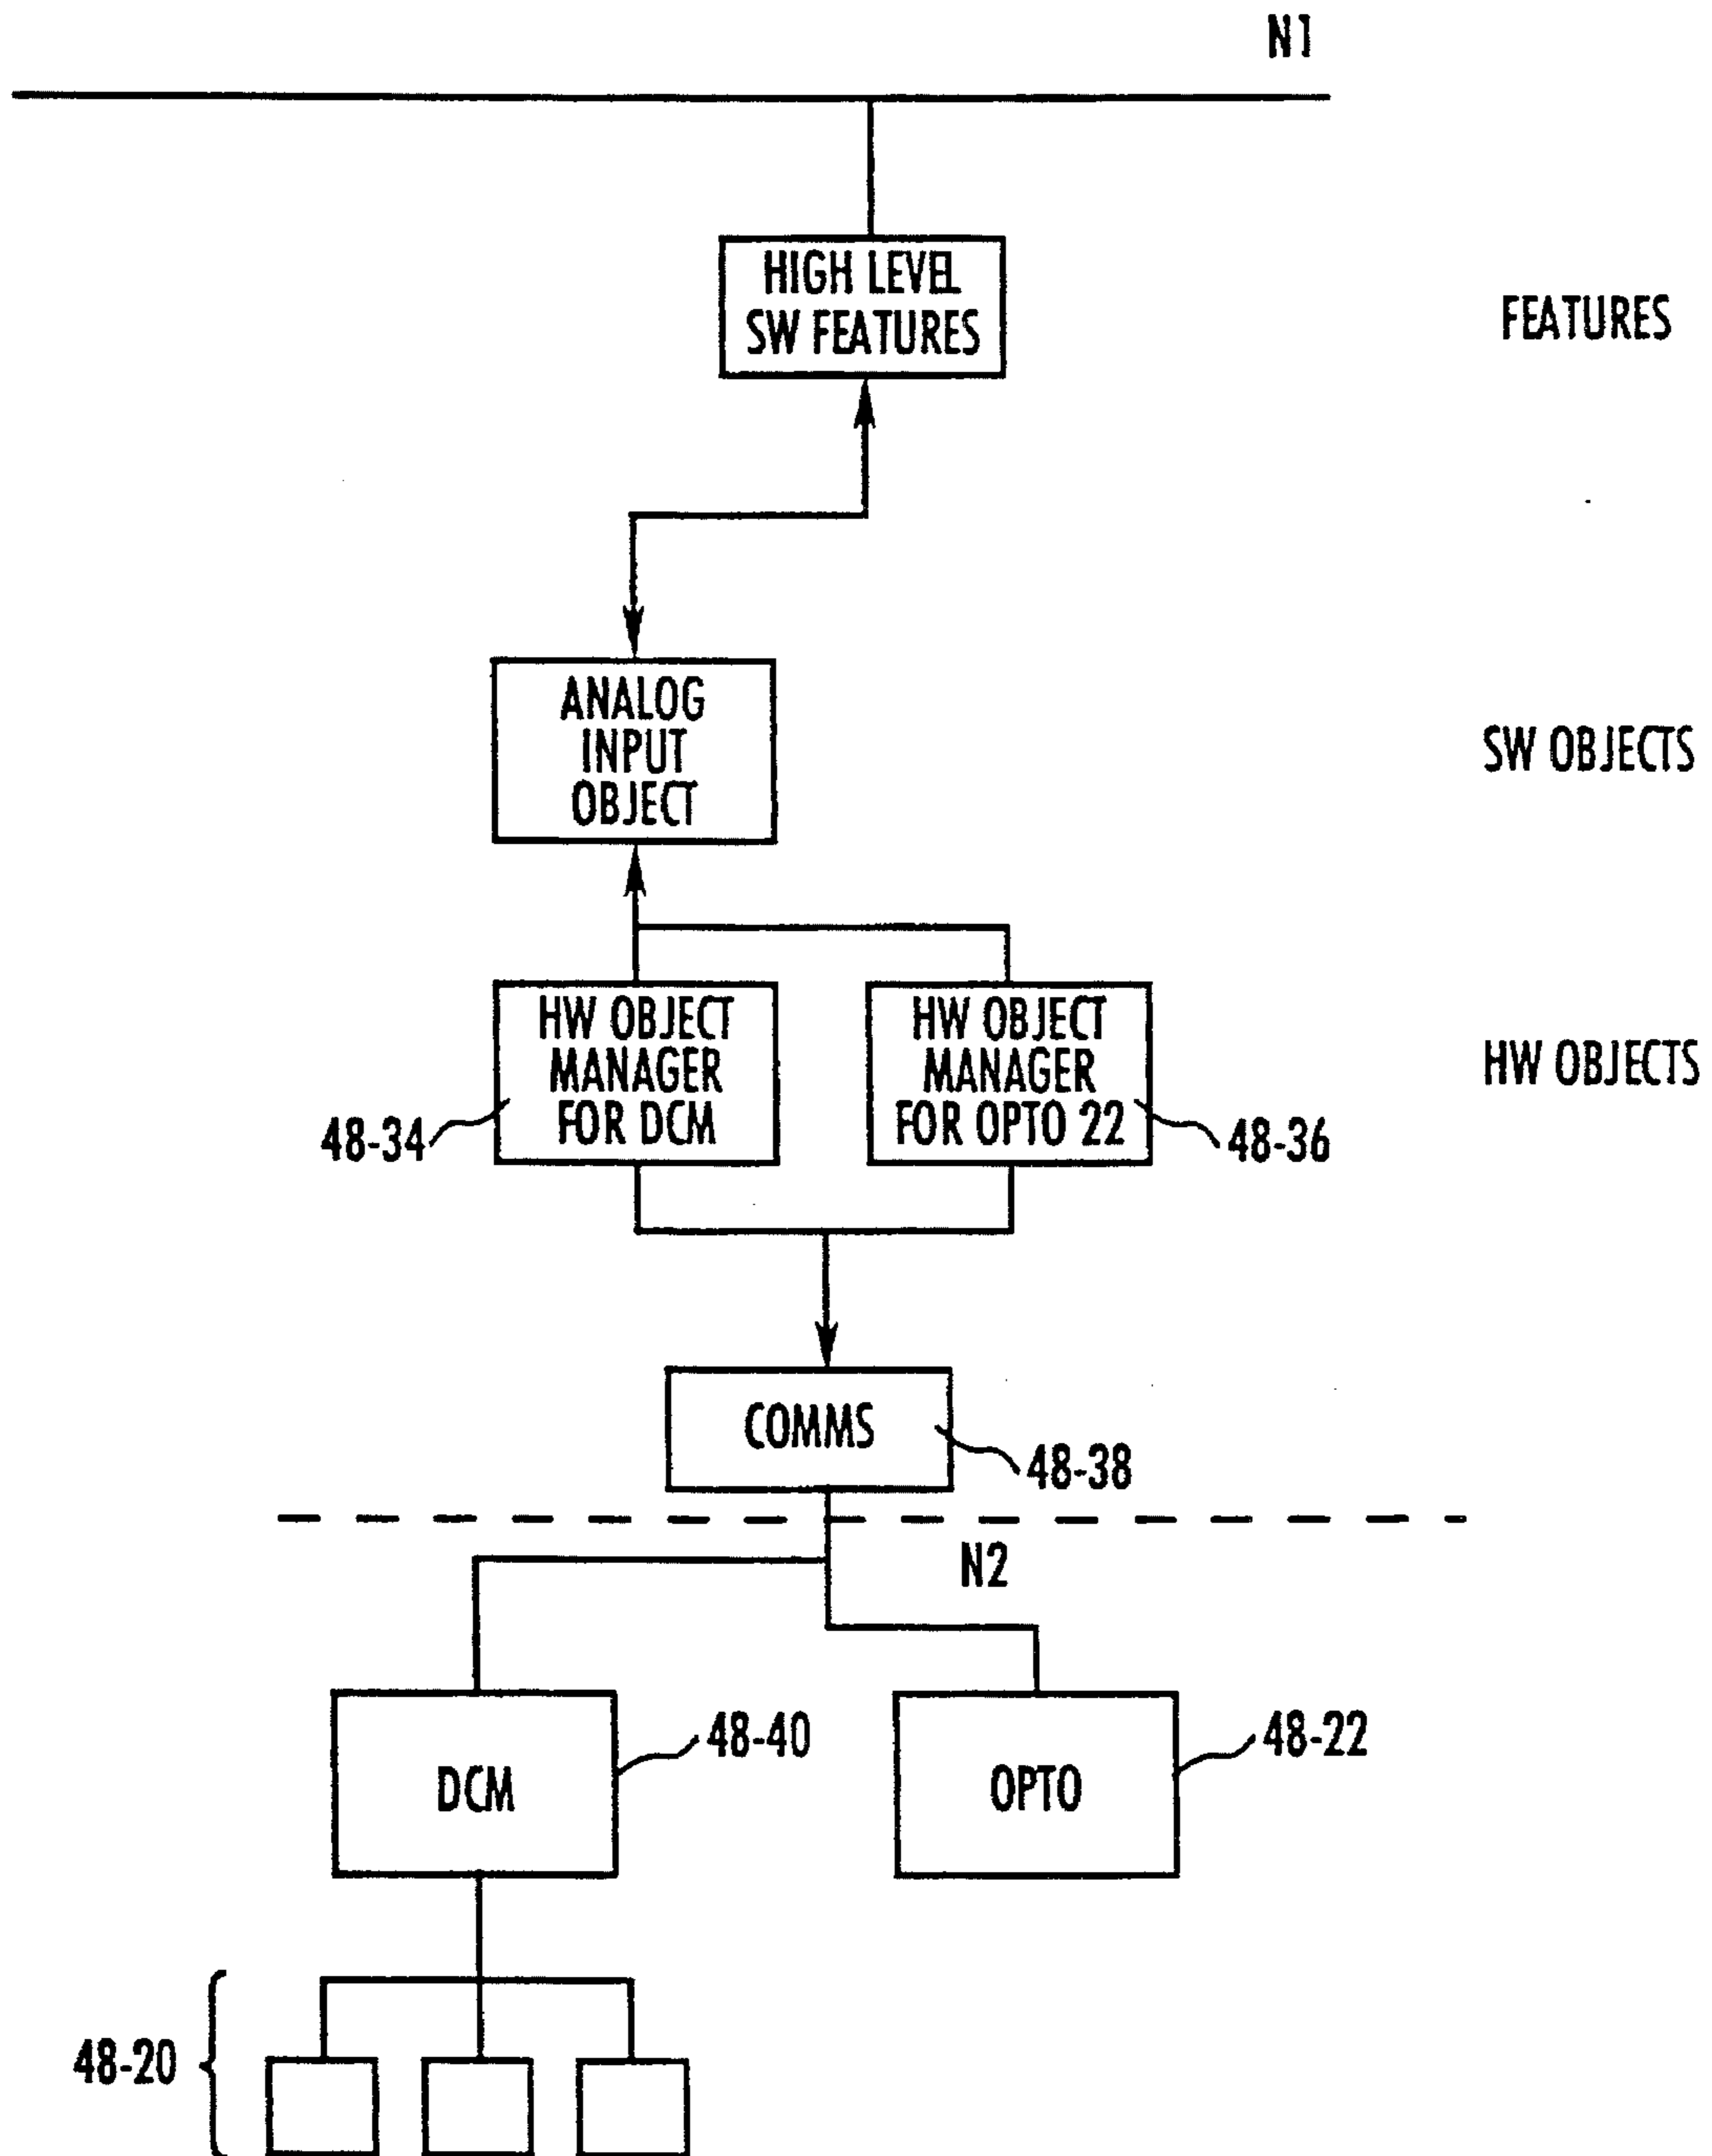 N1
HIGH LEVEL
SW FEATURES
FEATURES
ANALOG
INPUT
OBJECT
SW OBJECTS
HW OBJECT
MANAGER
FOR DCM
HW OBJECT
MANAGER
FOR OPTO 22
HW OBJECTS
48-34
48-36
COMMS
48-38
N2
DCM
48-40
OPTO
48-22
48-20